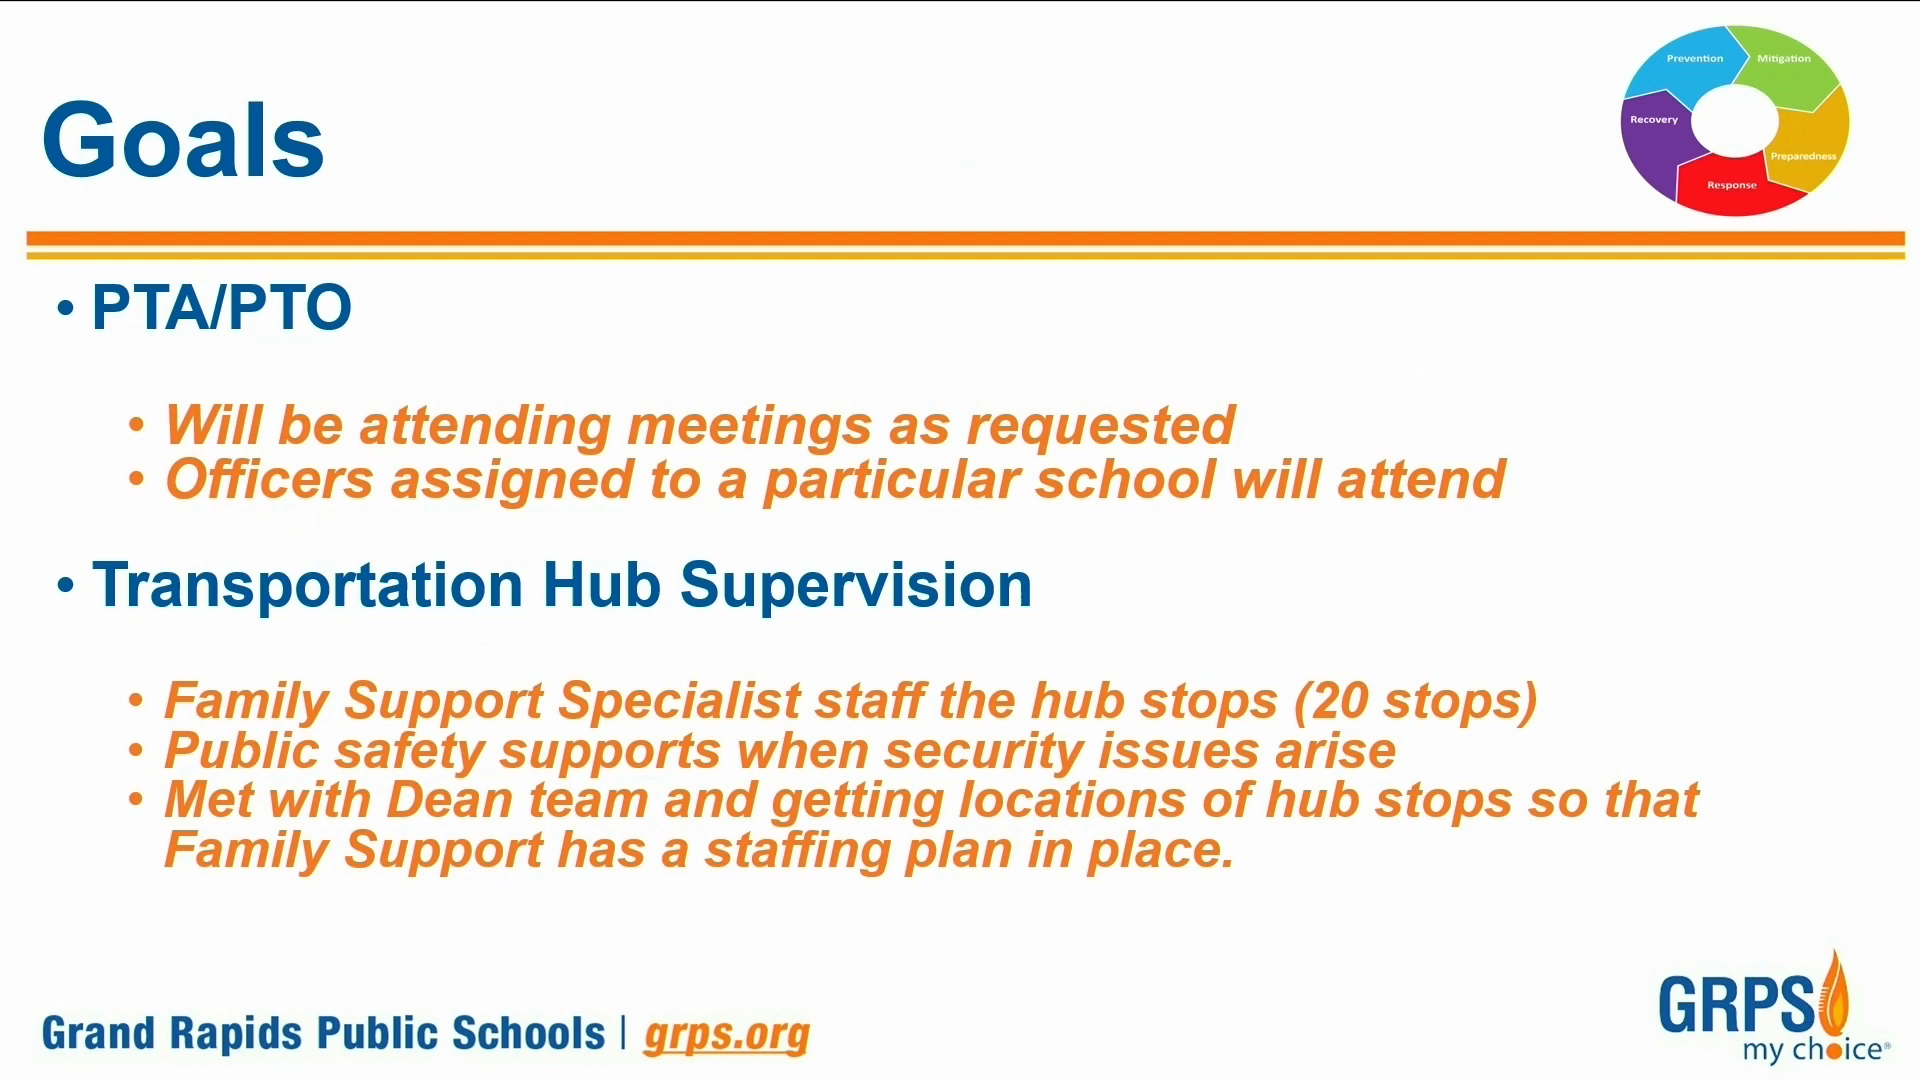 Prevention
Mitigation
Goals
Recovery
Preparedness
Response
• PTA/PTO
• Will be attending meetings as requested
• Officers assigned to a particular school will attend
• Transportation Hub Supervision
• Family Support Specialist staff the hub stops (20 stops)
• Public safety supports when security issues arise
• Met with Dean team and getting locations of hub stops so that
Family Support has a staffing plan in place.
GRPS
my choice®
Grand Rapids Public Schools | grps.org